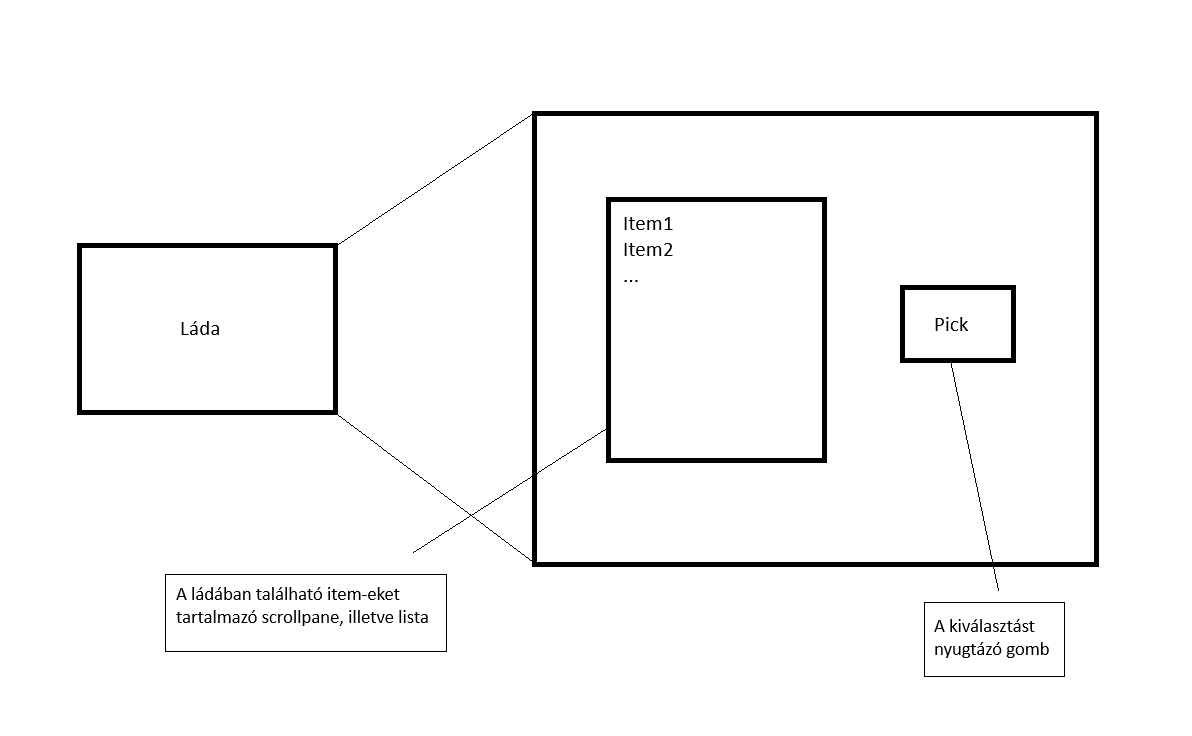 Láda
Item1
Item2
...
Pick
A ládában található item-eket
tartalmazó scrollpane, illetve lista
A kiválasztást
nyugtázó gomb